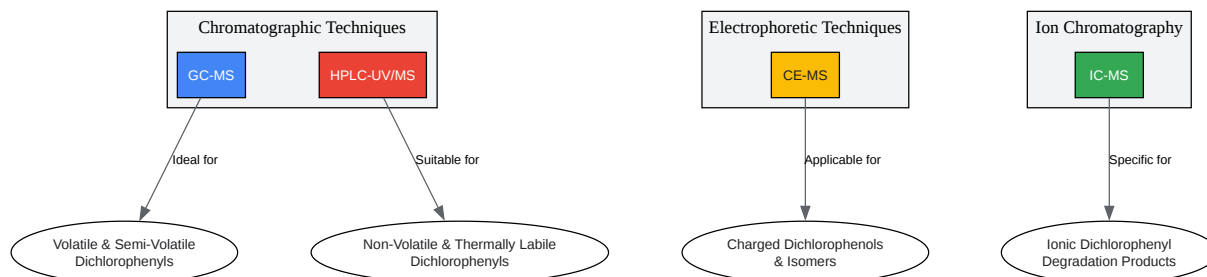 Chromatographic Techniques
GC-MS
HPLC-UV/MS
Electrophoretic Techniques
CE-MS
Ion Chromatography
IC-MS
Ideal for
Suitable for
Applicable for
Specific for
Volatile & Semi-Volatile
Dichlorophenyls
Non-Volatile & Thermally Labile
Dichlorophenyls
Charged Dichlorophenols
& Isomers
Ionic Dichlorophenyl
Degradation Products